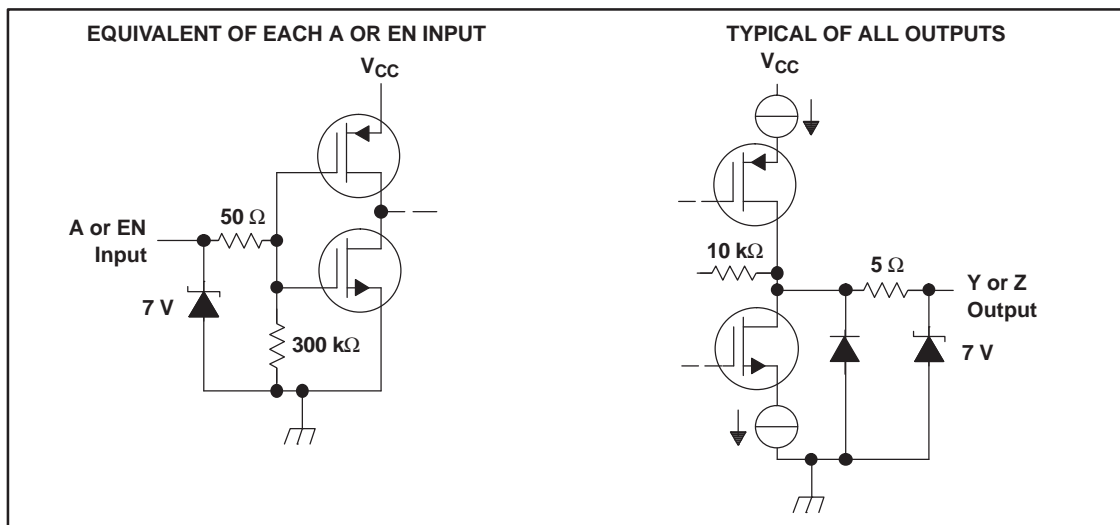 EQUIVALENT OF EACH A OR EN INPUT
VCC
50 Ω
A or EN
Input
7 V
300 kΩ
TYPICAL OF ALL OUTPUTS
VCC
10 kΩ
5 Ω
Y or Z
Output
7 V